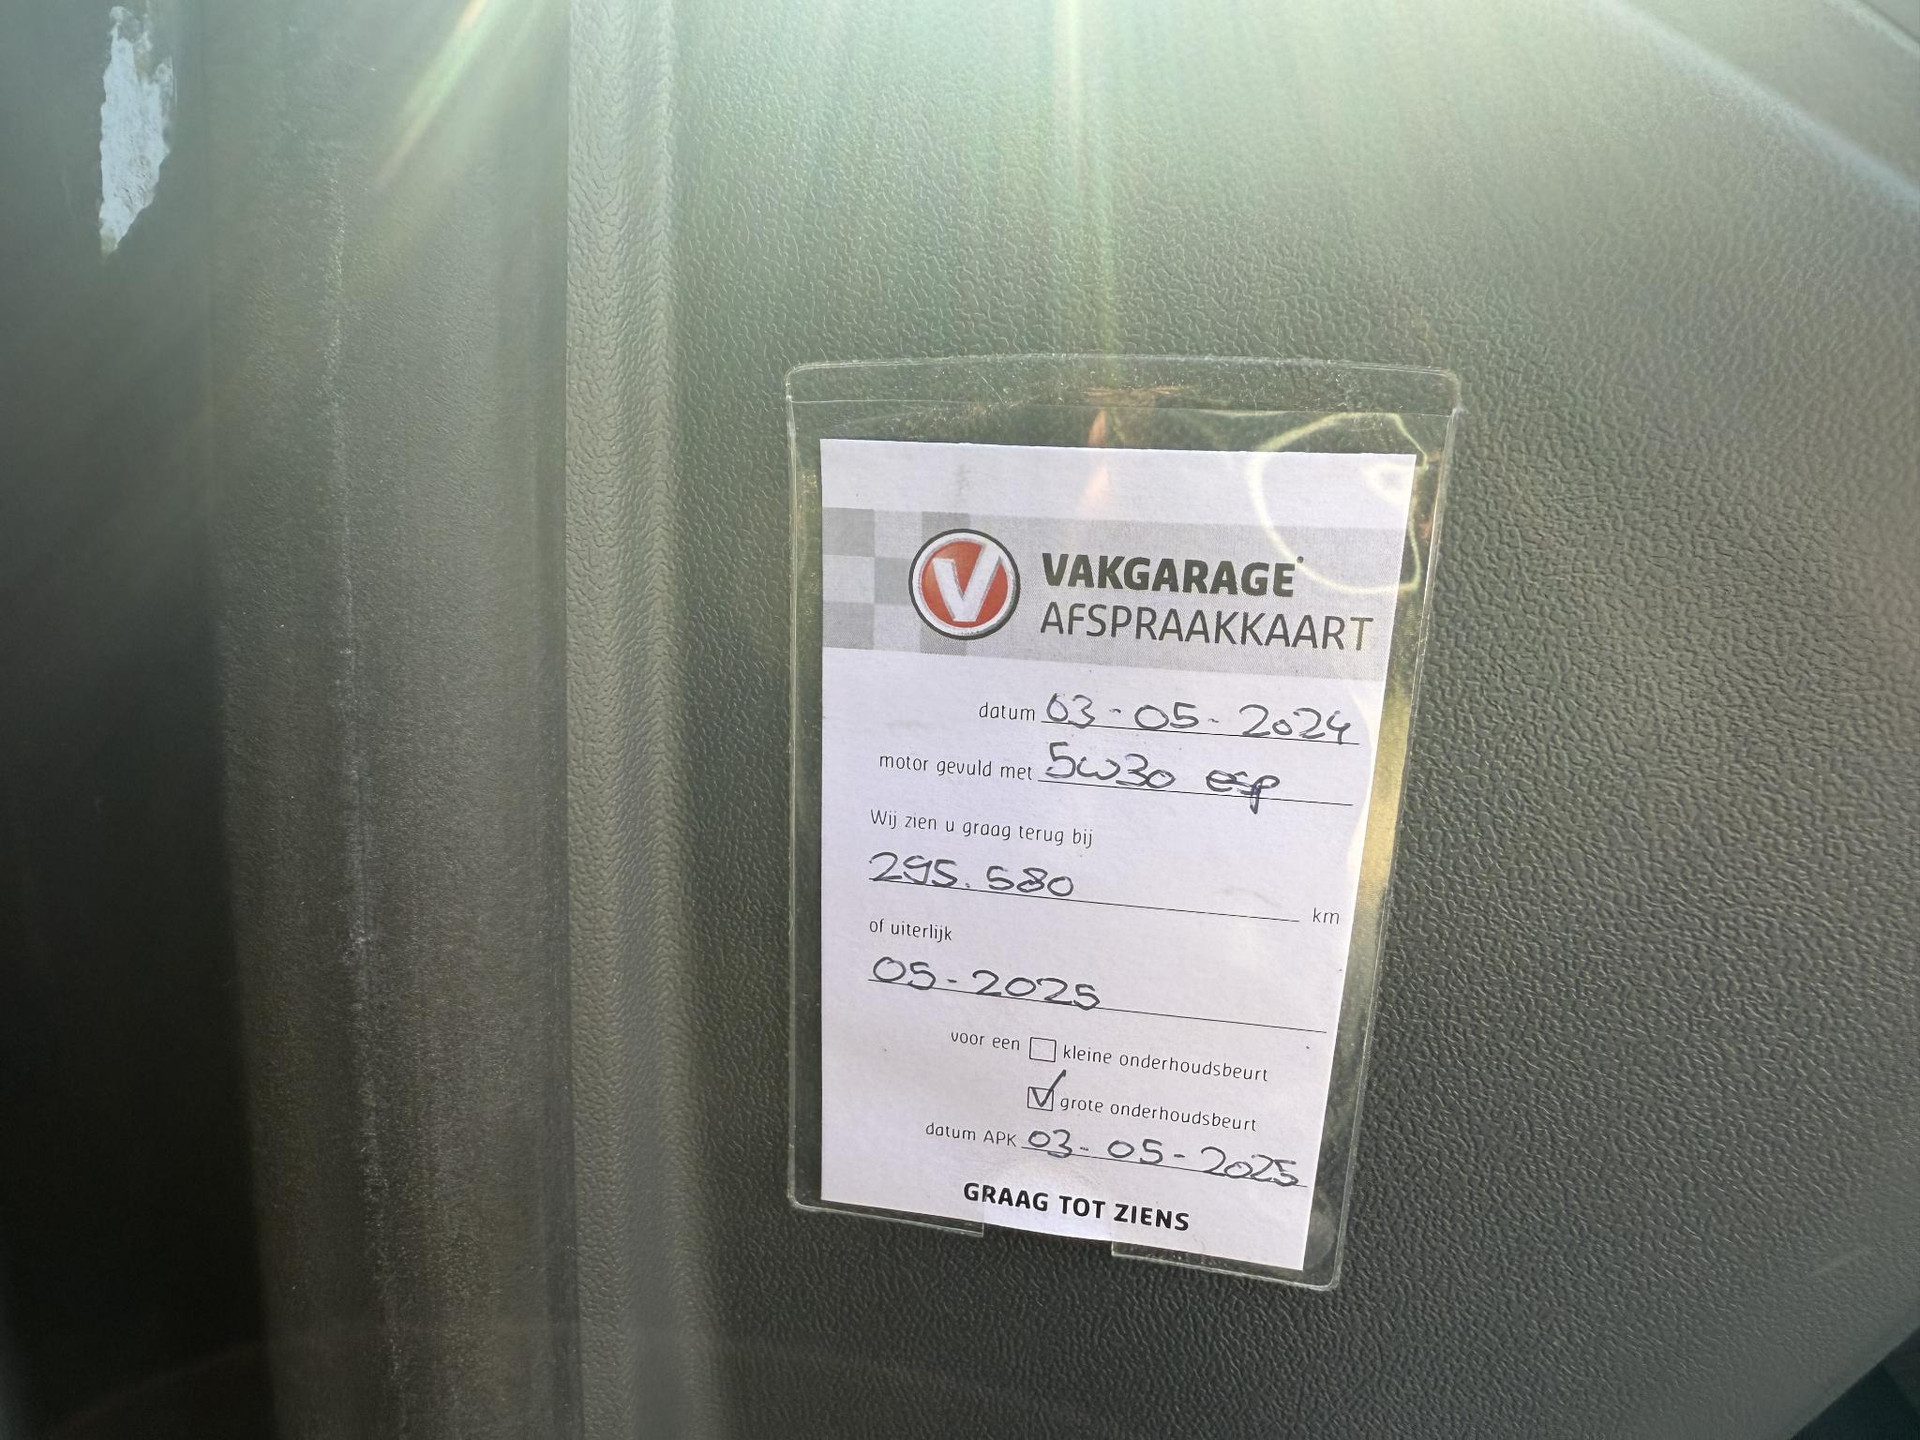 V VAKGARAGE
AFSPRAAKKAART
datum 03-05-2024
motor gevuld met 5w30 esp
Wij zien u graag terug bij
295.580 km
of uiterlijk
05-2025
voor een kleine onderhoudsbeurt
grote onderhoudsbeurt
datum APK 03-05-2025
GRAAG TOT ZIENS